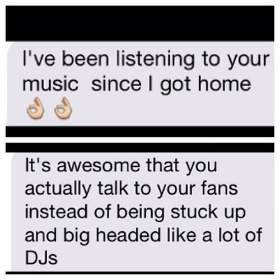 I've been listening to your
music  since I got home
👌👌
It's awesome that you
actually talk to your fans
instead of being stuck up
and big headed like a lot of
DJs